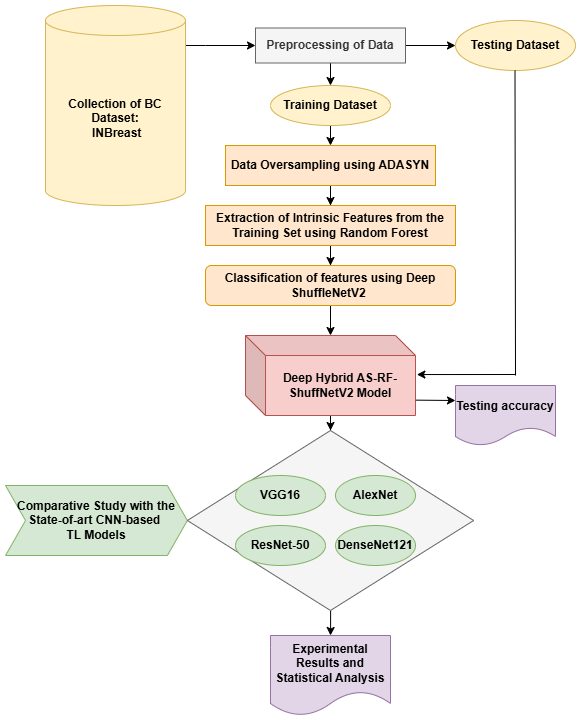 Preprocessing of Data
Testing Dataset
Collection of BC
Dataset:
INBreast
Training Dataset
Data Oversampling using ADASYN
Extraction of Intrinsic Features from the
Training Set using Random Forest
Classification of features using Deep
ShuffleNetV2
Deep Hybrid AS-RF-
ShuffNetV2 Model
Testing accuracy
VGG16
AlexNet
Comparative Study with the
State-of-art CNN-based
TL Models
ResNet-50
DenseNet121
Experimental
Results and
Statistical Analysis